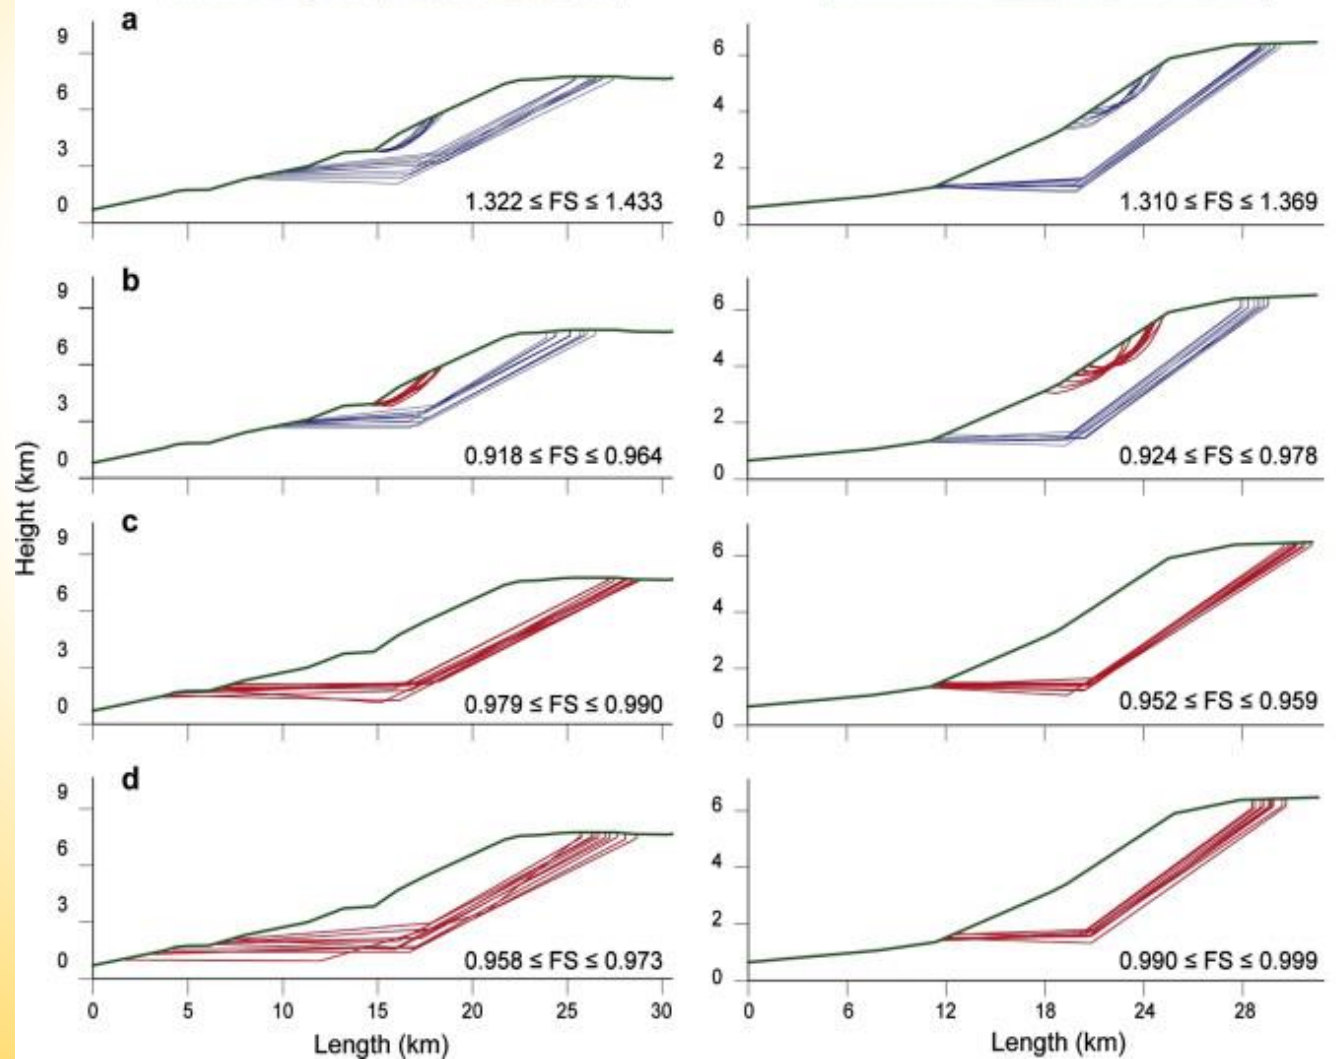 a
9
6
3
0
1.322 ≤ FS ≤ 1.433
6
4
2
0
1.310 ≤ FS ≤ 1.369
b
9
6
3
0
0.918 ≤ FS ≤ 0.964
6
4
2
0
0.924 ≤ FS ≤ 0.978
Height (km)
c
9
6
3
0
0.979 ≤ FS ≤ 0.990
6
4
2
0
0.952 ≤ FS ≤ 0.959
d
9
6
3
0
0.958 ≤ FS ≤ 0.973
6
4
2
0
0.990 ≤ FS ≤ 0.999
0 5 10 15 20 25 30
Length (km)
0 6 12 18 24 28
Length (km)